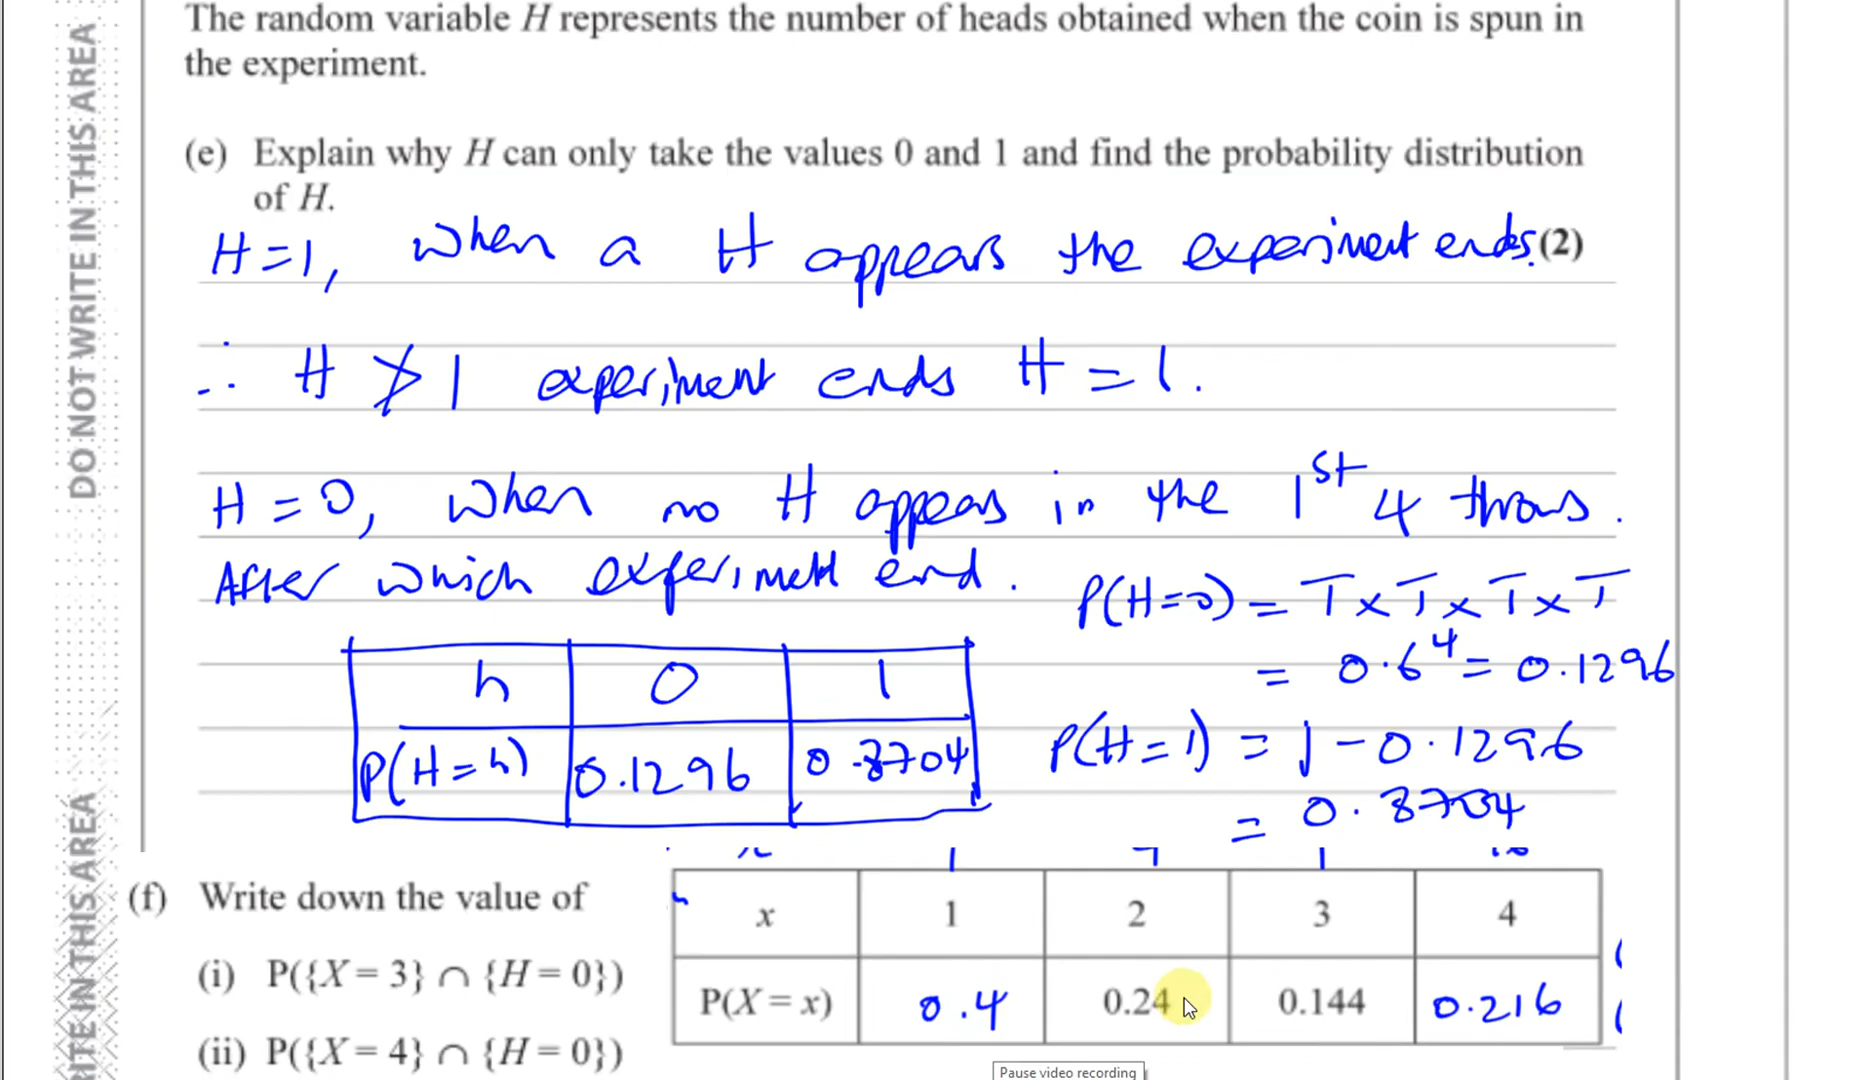 The random variable H represents the number of heads obtained when the coin is spun in
the experiment.
(e) Explain why H can only take the values 0 and 1 and find the probability distribution
of H.
(2)
H = 1, when a H appears the experiment ends.
∴ H ≯ 1 experiment ends H = 1.
H = 0, when no H appears in the 1st 4 throws.
After which experiment end.
P(H=0) = T × T × T × T
= 0.6⁴ = 0.1296
h 0 1
P(H=h) 0.1296 0.8704
P(H=1) = 1 - 0.1296
= 0.8704
(f) Write down the value of
(i) P({X = 3} ∩ {H = 0})
(ii) P({X = 4} ∩ {H = 0})
x 1 2 3 4
P(X = x) 0.4 0.24 0.144 0.216
Pause video recording
DO NOT WRITE IN THIS AREA
ITE IN THIS AREA